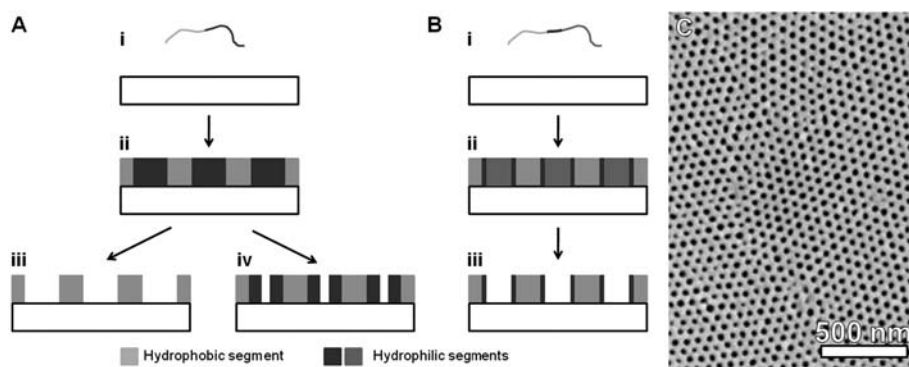 A
i
ii
iii
iv
B
i
ii
iii
C
500 nm
Hydrophobic segment
Hydrophilic segments